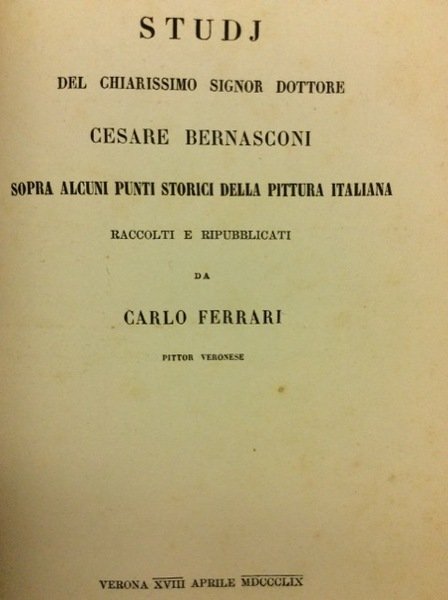 STUDJ
DEL CHIARISSIMO SIGNOR DOTTORE
CESARE BERNASCONI
SOPRA ALCUNI PUNTI STORICI DELLA PITTURA ITALIANA
RACCOLTI E RIPUBBLICATI
DA
CARLO FERRARI
PITTOR VERONESE
VERONA XVIII APRILE MDCCCLIX